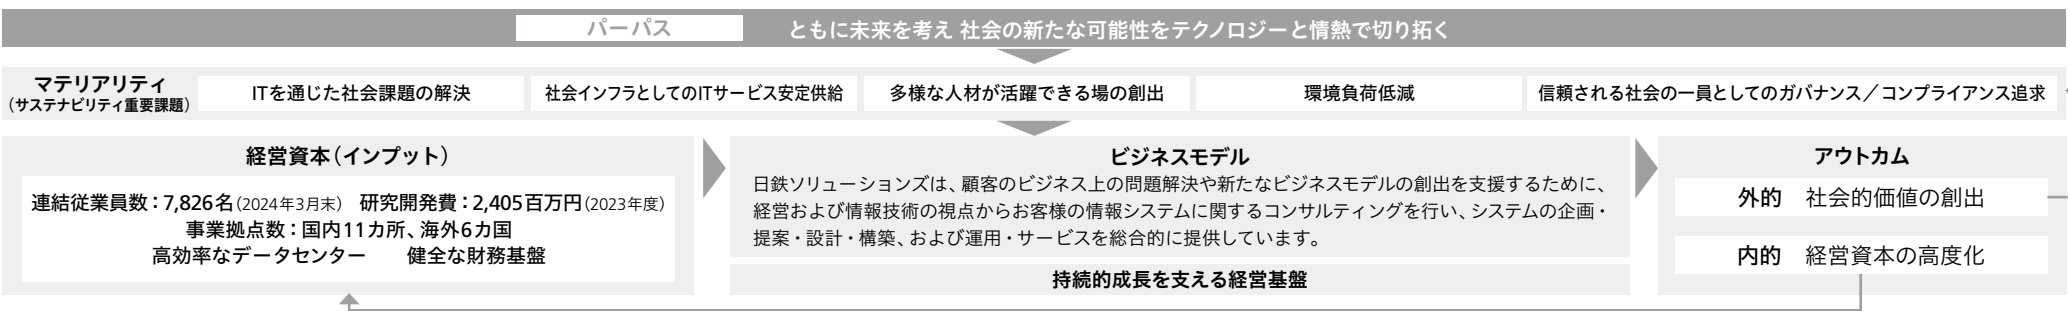 パーパス ともに未来を考え 社会の新たな可能性をテクノロジーと情熱で切り拓く
マテリアリティ
（サステナビリティ重要課題）
ITを通じた社会課題の解決
社会インフラとしてのITサービス安定供給
多様な人材が活躍できる場の創出
環境負荷低減
信頼される社会の一員としてのガバナンス／コンプライアンス追求
経営資本（インプット）
連結従業員数：7,826名（2024年3月末） 研究開発費：2,405百万円（2023年度）
事業拠点数：国内11カ所、海外6カ国
高効率なデータセンター 健全な財務基盤
ビジネスモデル
日鉄ソリューションズは、顧客のビジネス上の問題解決や新たなビジネスモデルの創出を支援するために、
経営および情報技術の視点からお客様の情報システムに関するコンサルティングを行い、システムの企画・
提案・設計・構築、および運用・サービスを総合的に提供しています。
持続的成長を支える経営基盤
アウトカム
外的 社会的価値の創出
内的 経営資本の高度化